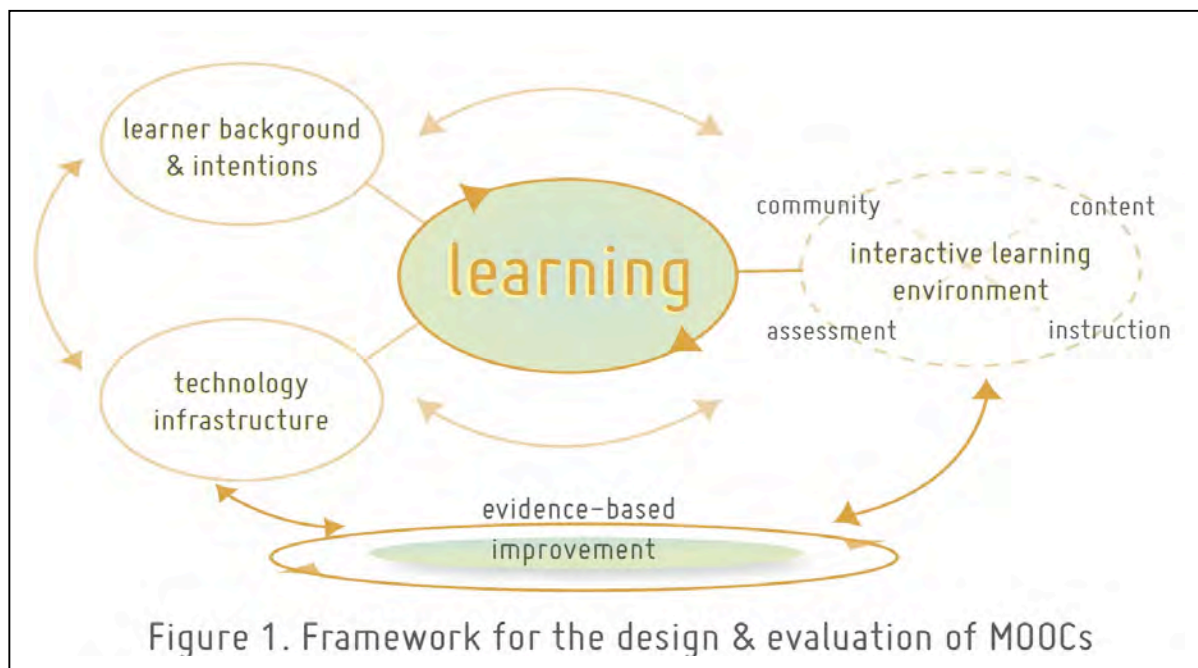 learner background
& intentions
learning
community
content
interactive learning
environment
assessment
instruction
technology
infrastructure
evidence-based
improvement
Figure 1. Framework for the design & evaluation of MOOCs